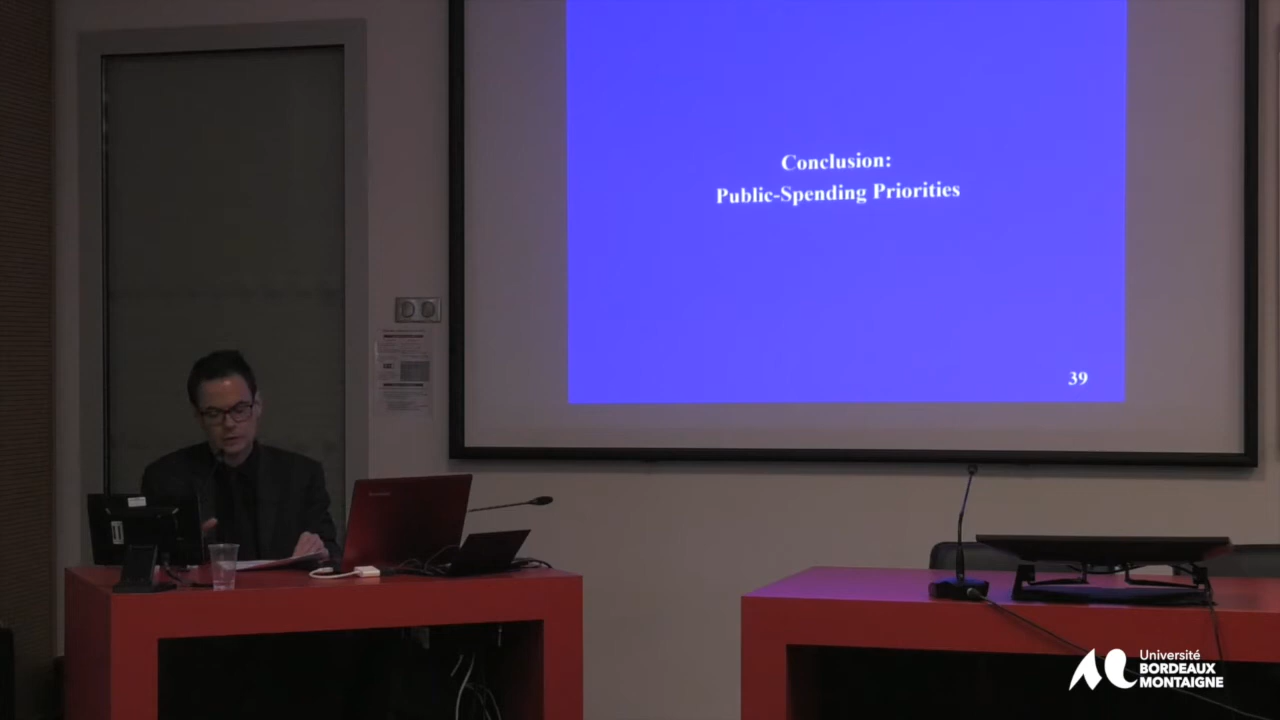 Conclusion:
Public-Spending Priorities
39
Université
BORDEAUX
MONTAIGNE